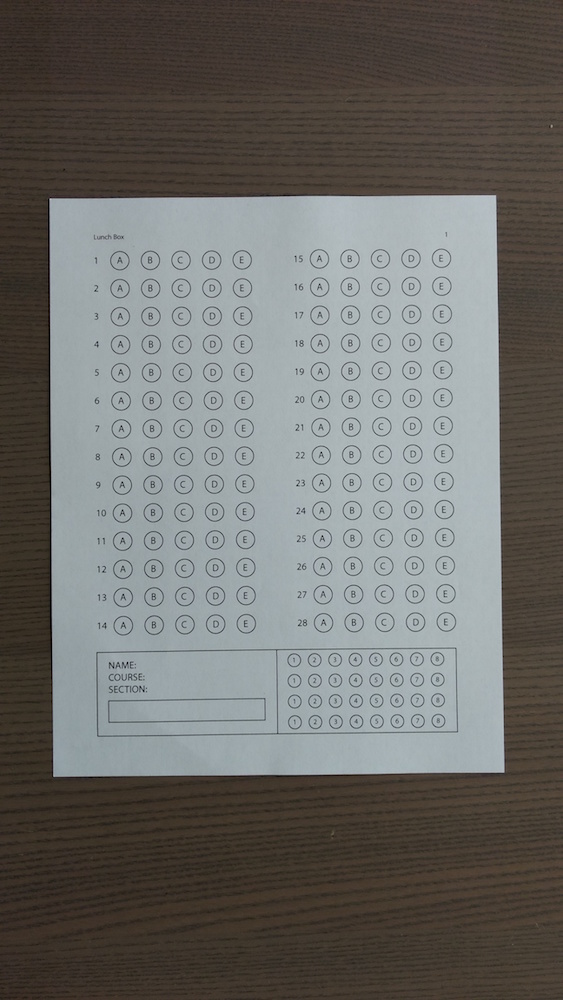 Lunch Box 1
1 A B C D E 15 A B C D E
2 A B C D E 16 A B C D E
3 A B C D E 17 A B C D E
4 A B C D E 18 A B C D E
5 A B C D E 19 A B C D E
6 A B C D E 20 A B C D E
7 A B C D E 21 A B C D E
8 A B C D E 22 A B C D E
9 A B C D E 23 A B C D E
10 A B C D E 24 A B C D E
11 A B C D E 25 A B C D E
12 A B C D E 26 A B C D E
13 A B C D E 27 A B C D E
14 A B C D E 28 A B C D E
NAME:
COURSE:
SECTION:
1 2 3 4 5 6 7 8
1 2 3 4 5 6 7 8
1 2 3 4 5 6 7 8
1 2 3 4 5 6 7 8